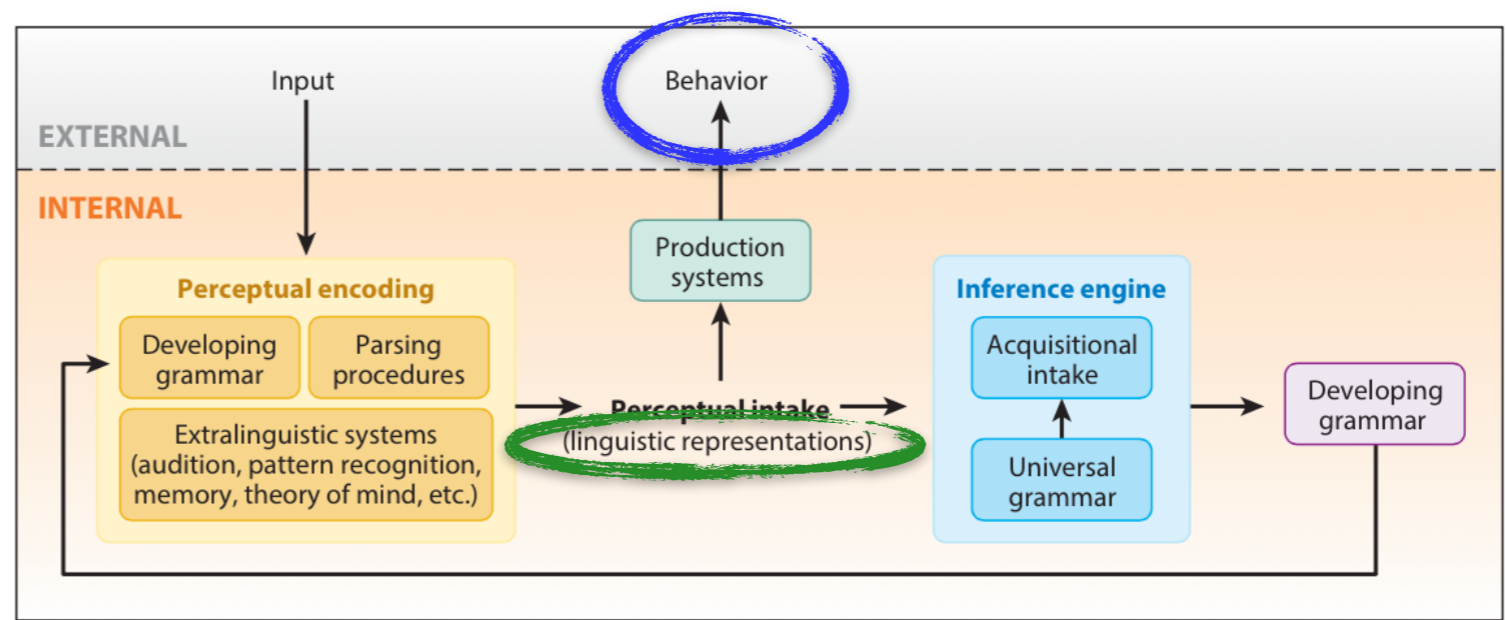 Input
Behavior
EXTERNAL
INTERNAL
Production
systems
Perceptual encoding
Developing
grammar
Parsing
procedures
Extralinguistic systems
(audition, pattern recognition,
memory, theory of mind, etc.)
Perceptual intake
(linguistic representations)
Inference engine
Acquisitional
intake
Universal
grammar
Developing
grammar